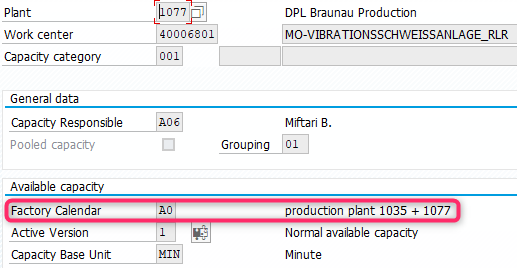 Plant 1077 DPL Braunau Production
Work center 40006801 MO-VIBRATIONSSCHWEISSANLAGE_RLR
Capacity category 001
General data
Capacity Responsible A06 Miftari B.
Pooled capacity Grouping 01
Available capacity
Factory Calendar A0 production plant 1035 + 1077
Active Version 1 Normal available capacity
Capacity Base Unit MIN Minute